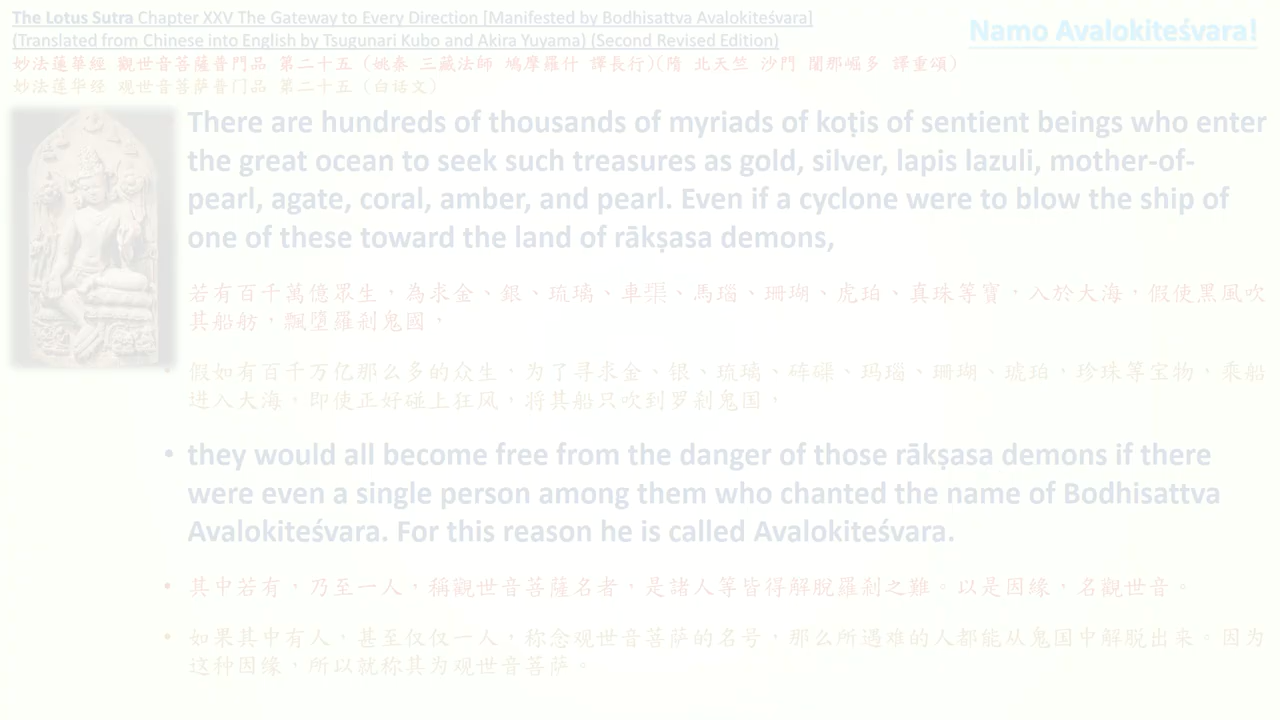 The Lotus Sutra Chapter XXV The Gateway to Every Direction [Manifested by Bodhisattva Avalokiteśvara]
(Translated from Chinese into English by Tsugunari Kubo and Akira Yuyama) (Second Revised Edition)
Namo Avalokiteśvara!
妙法蓮華經 觀世音菩薩普門品 第二十五 (姚秦 三藏法師 鳩摩羅什 譯長行)(隋 北天竺 沙門 闍那崛多 譯重頌)
妙法莲华经 观世音菩萨普门品 第二十五 (白话文)
There are hundreds of thousands of myriads of koṭis of sentient beings who enter
the great ocean to seek such treasures as gold, silver, lapis lazuli, mother-of-
pearl, agate, coral, amber, and pearl. Even if a cyclone were to blow the ship of
one of these toward the land of rākṣasa demons,
若有百千萬億眾生，為求金、銀、琉璃、車渠、馬瑙、珊瑚、虎珀、真珠等寶，入於大海，假使黑風吹
其船舫，飄墮羅剎鬼國，
• 假如有百千万亿那么多的众生，为了寻求金、银、琉璃、砗磲、玛瑙、珊瑚、琥珀、珍珠等宝物，乘船
进入大海，即使正好碰上狂风，将其船只吹到罗刹鬼国，
• they would all become free from the danger of those rākṣasa demons if there
were even a single person among them who chanted the name of Bodhisattva
Avalokiteśvara. For this reason he is called Avalokiteśvara.
• 其中若有，乃至一人，稱觀世音菩薩名者，是諸人等皆得解脫羅剎之難。以是因緣，名觀世音。
• 如果其中有人，甚至仅仅一人，称念观世音菩萨的名号，那么所遇难的人都能从鬼国中解脱出来。因为
这种因缘，所以就称其为观世音菩萨。